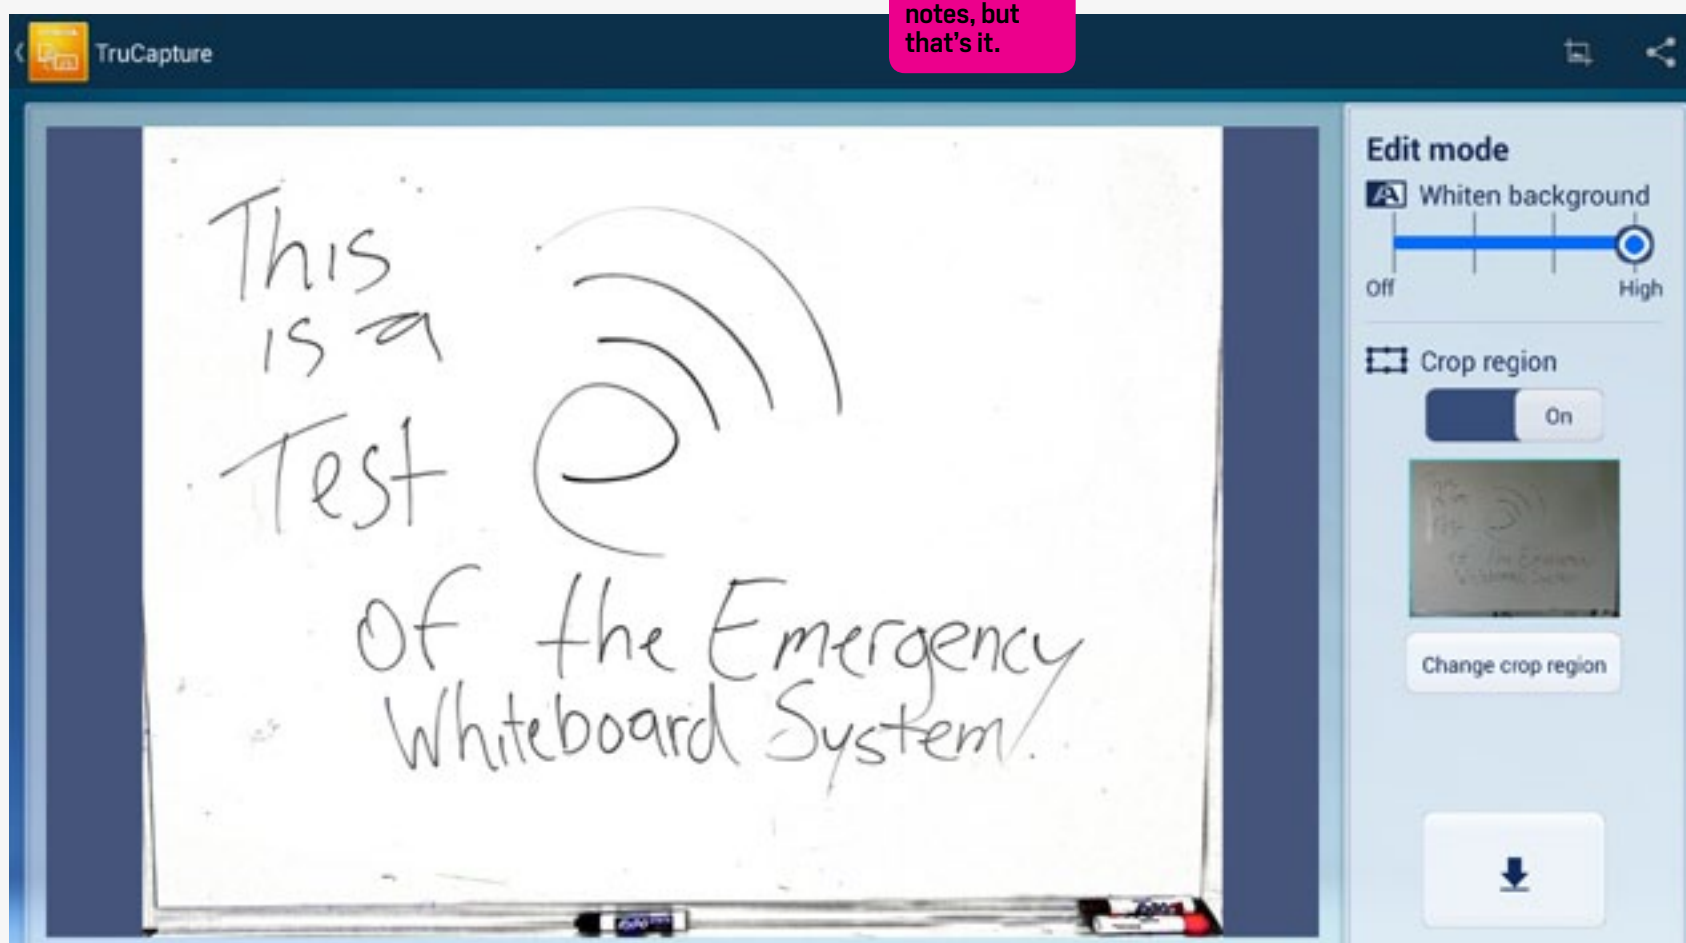 notes, but
that's it.
TruCapture
This
is a
Test
of the Emergency
Whiteboard System.
Edit mode
Whiten background
Off High
Crop region
On
Change crop region